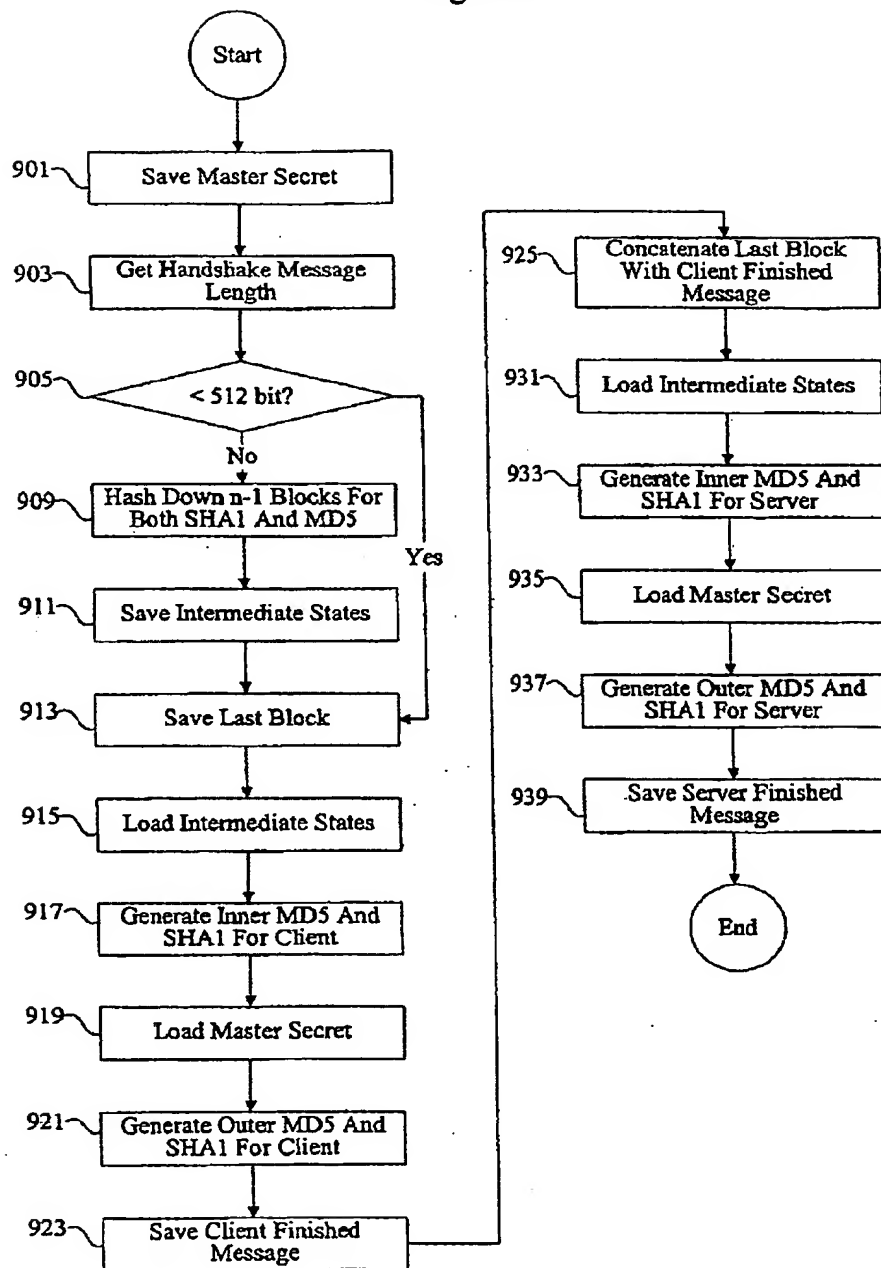 Start
901
Save Master Secret
903
Get Handshake Message
Length
905
< 512 bit?
No
Yes
909
Hash Down n-1 Blocks For
Both SHA1 And MD5
911
Save Intermediate States
913
Save Last Block
915
Load Intermediate States
917
Generate Inner MD5 And
SHA1 For Client
919
Load Master Secret
921
Generate Outer MD5 And
SHA1 For Client
923
Save Client Finished
Message
925
Concatenate Last Block
With Client Finished
Message
931
Load Intermediate States
933
Generate Inner MD5 And
SHA1 For Server
935
Load Master Secret
937
Generate Outer MD5 And
SHA1 For Server
939
Save Server Finished
Message
End